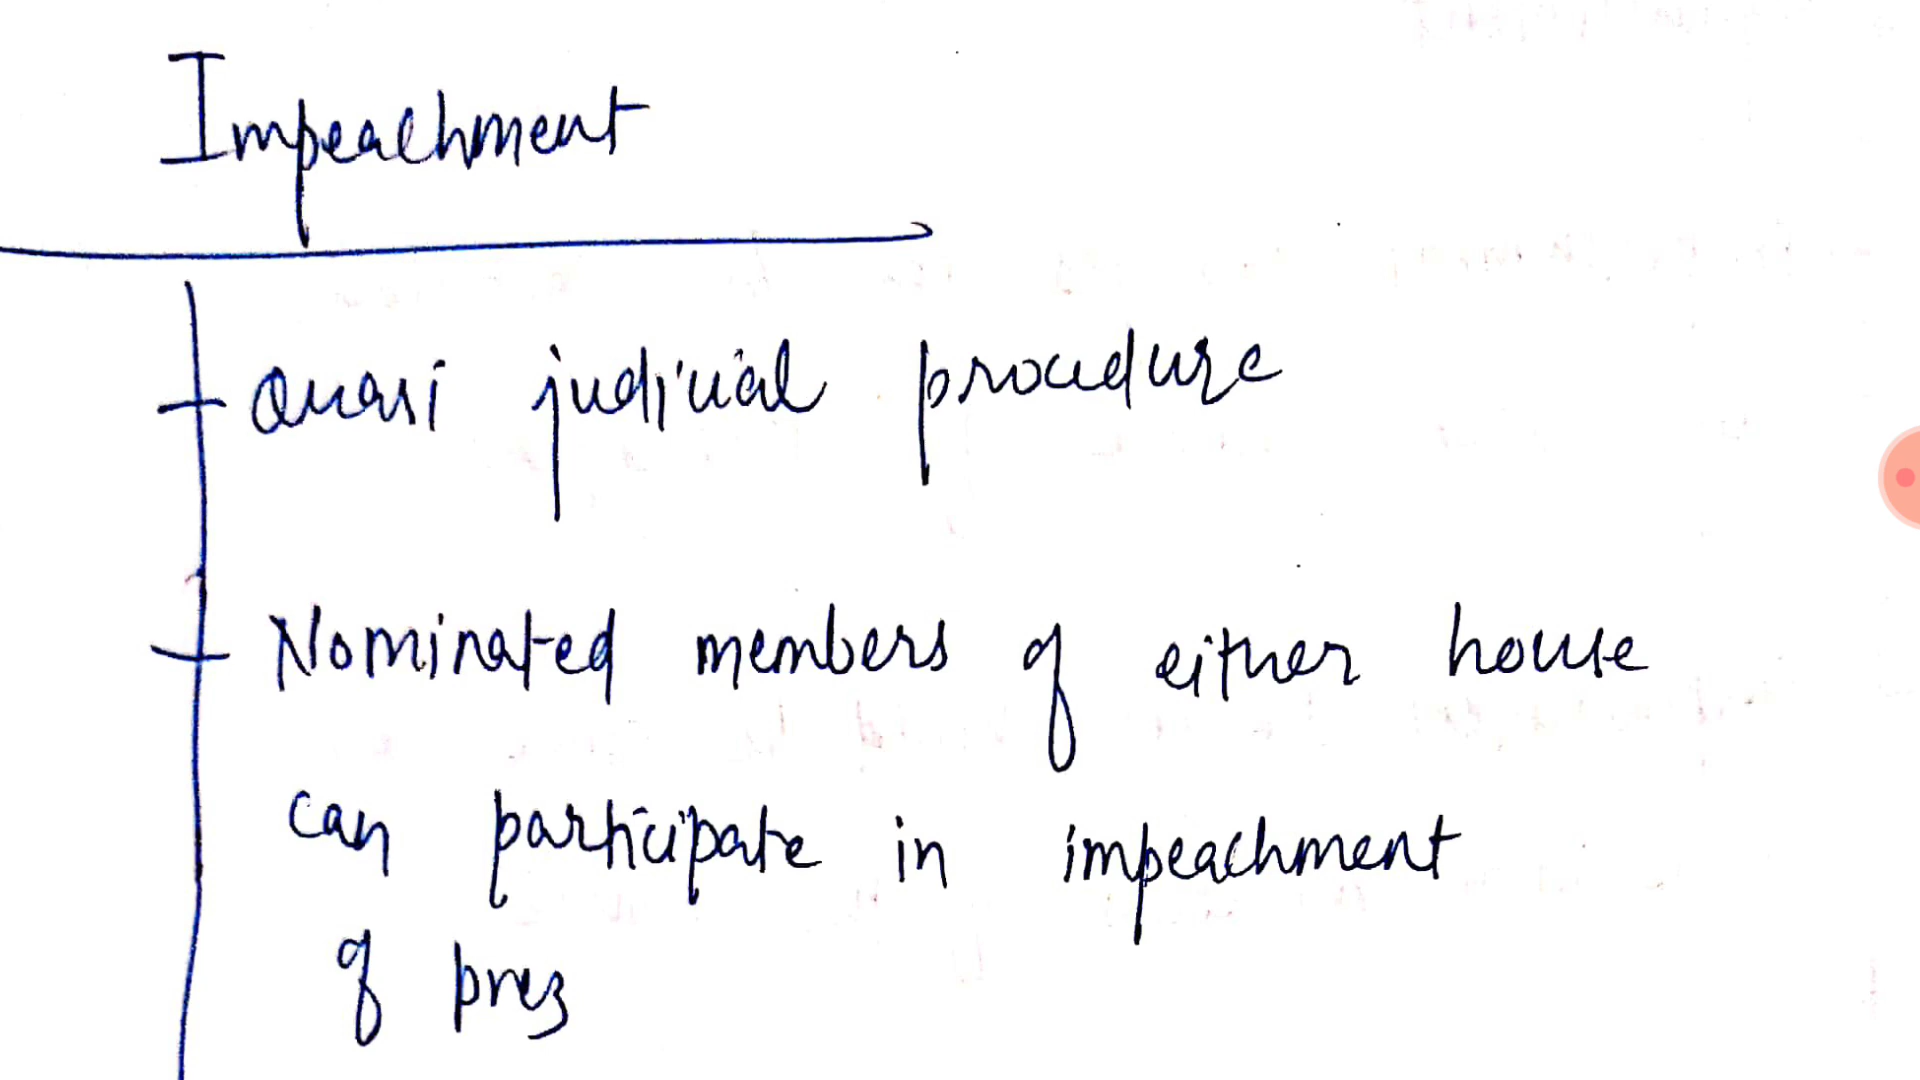 Impeachment
Quasi judicial procedure
Nominated members of either house
can participate in impeachment
of prez